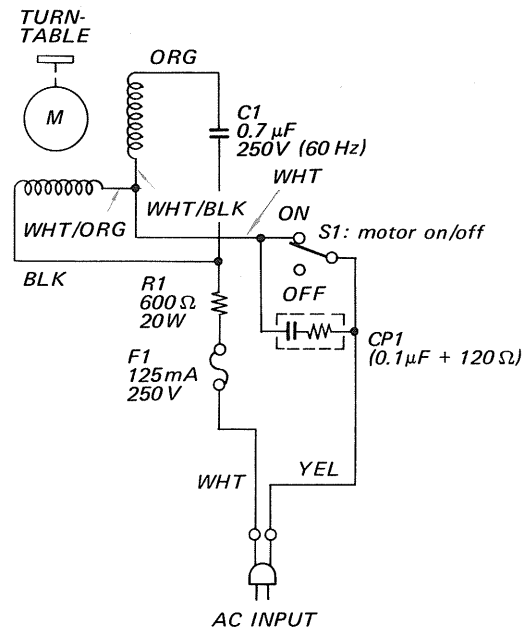 TURN-
TABLE
M
ORG
C1
0.7 µF
250V (60 Hz)
WHT
WHT/BLK
WHT/ORG
ON
S1: motor on/off
BLK
OFF
R1
600 Ω
20W
CP1
(0.1µF + 120 Ω)
F1
125mA
250 V
WHT
YEL
AC INPUT